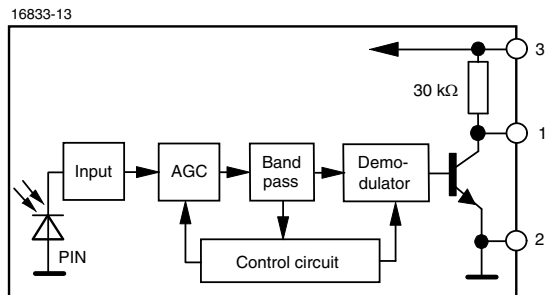 16833-13
3
30 kΩ
1
Input
AGC
Band
pass
Demo-
dulator
PIN
Control circuit
2